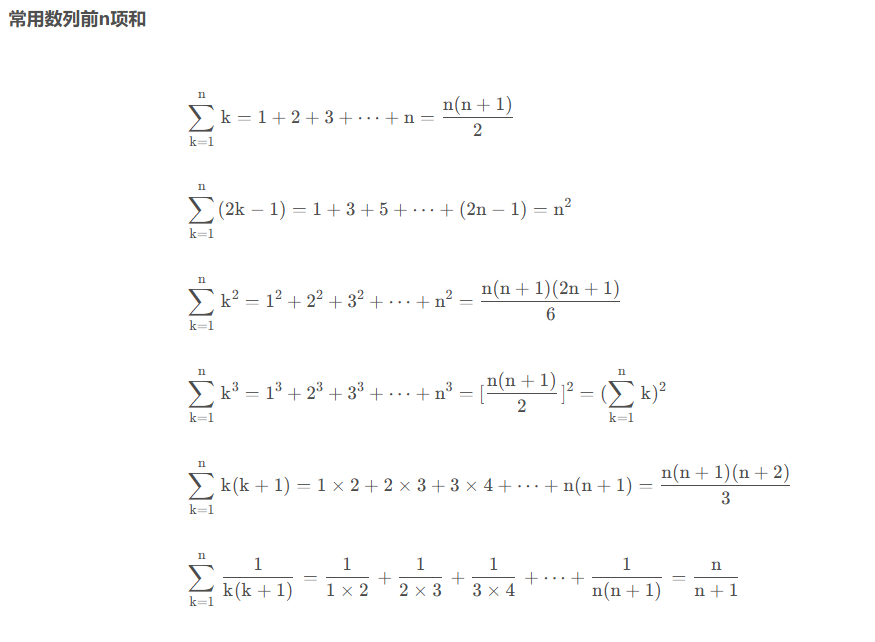 常用数列前n项和
$$\sum_{k=1}^{n} k = 1 + 2 + 3 + \cdots + n = \frac{n(n+1)}{2}$$
$$\sum_{k=1}^{n} (2k-1) = 1 + 3 + 5 + \cdots + (2n-1) = n^2$$
$$\sum_{k=1}^{n} k^2 = 1^2 + 2^2 + 3^2 + \cdots + n^2 = \frac{n(n+1)(2n+1)}{6}$$
$$\sum_{k=1}^{n} k^3 = 1^3 + 2^3 + 3^3 + \cdots + n^3 = [\frac{n(n+1)}{2}]^2 = (\sum_{k=1}^{n} k)^2$$
$$\sum_{k=1}^{n} k(k+1) = 1 \times 2 + 2 \times 3 + 3 \times 4 + \cdots + n(n+1) = \frac{n(n+1)(n+2)}{3}$$
$$\sum_{k=1}^{n} \frac{1}{k(k+1)} = \frac{1}{1 \times 2} + \frac{1}{2 \times 3} + \frac{1}{3 \times 4} + \cdots + \frac{1}{n(n+1)} = \frac{n}{n+1}$$